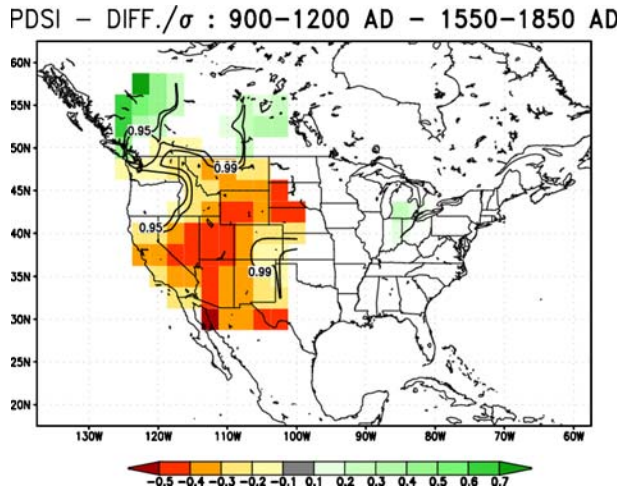 PDSI - DIFF./σ : 900-1200 AD - 1550-1850 AD
60N
55N
0.95
50N
0.99
45N
40N
0.95
35N
0.99
30N
25N
20N
130W 120W 110W 100W 90W 80W 70W 60W
-0.5 -0.4 -0.3 -0.2 -0.1 0.1 0.2 0.3 0.4 0.5 0.6 0.7